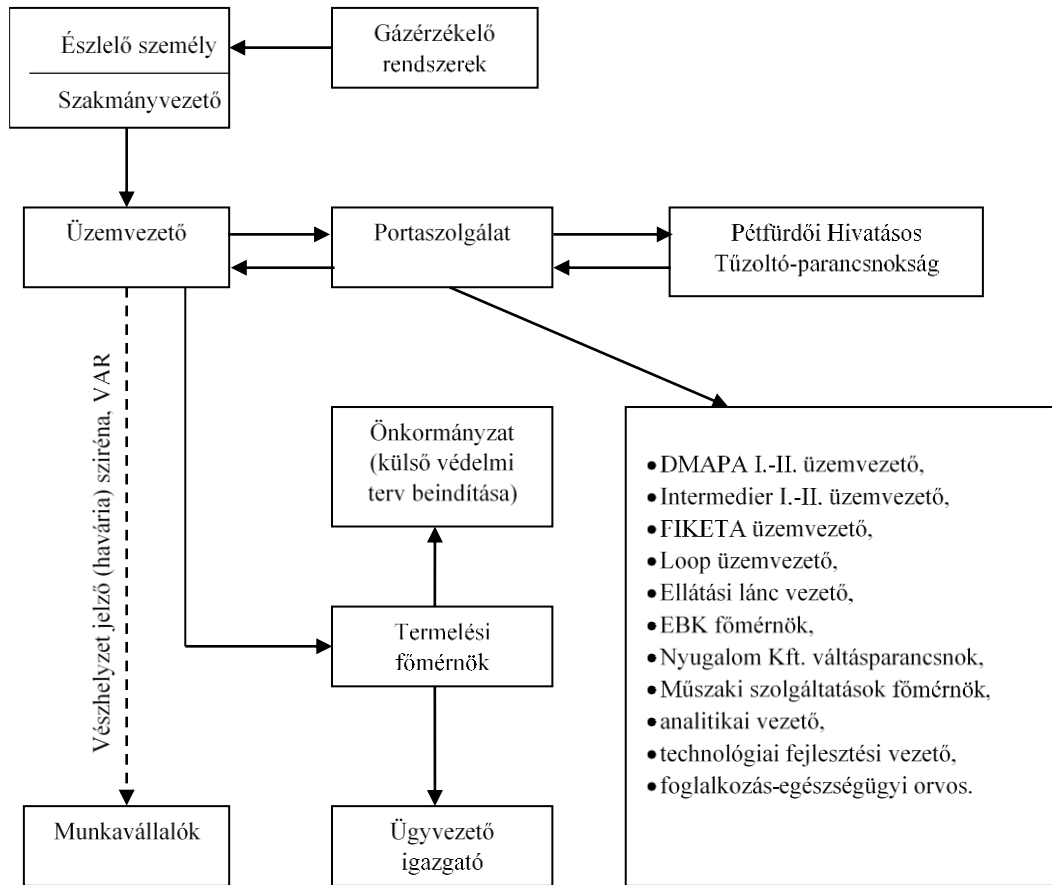 Észlelő személy
Szakmányvezető
Gázérzékelő
rendszerek
Üzemvezető
Portaszolgálat
Pétfürdői Hivatásos
Tűzoltó-parancsnokság
Vészhelyzet jelző (havária) sziréna, VAR
Önkormányzat
(külső védelmi
terv beindítása)
Termelési
főmérnök
Munkavállalók
Ügyvezető
igazgató
•DMAPA I.-II. üzemvezető,
•Intermedier I.-II. üzemvezető,
•FIKETA üzemvezető,
•Loop üzemvezető,
•Ellátási lánc vezető,
•EBK főmérnök,
•Nyugalom Kft. váltásparancsnok,
•Műszaki szolgáltatások főmérnök,
•analitikai vezető,
•technológiai fejlesztési vezető,
•foglalkozás-egészségügyi orvos.